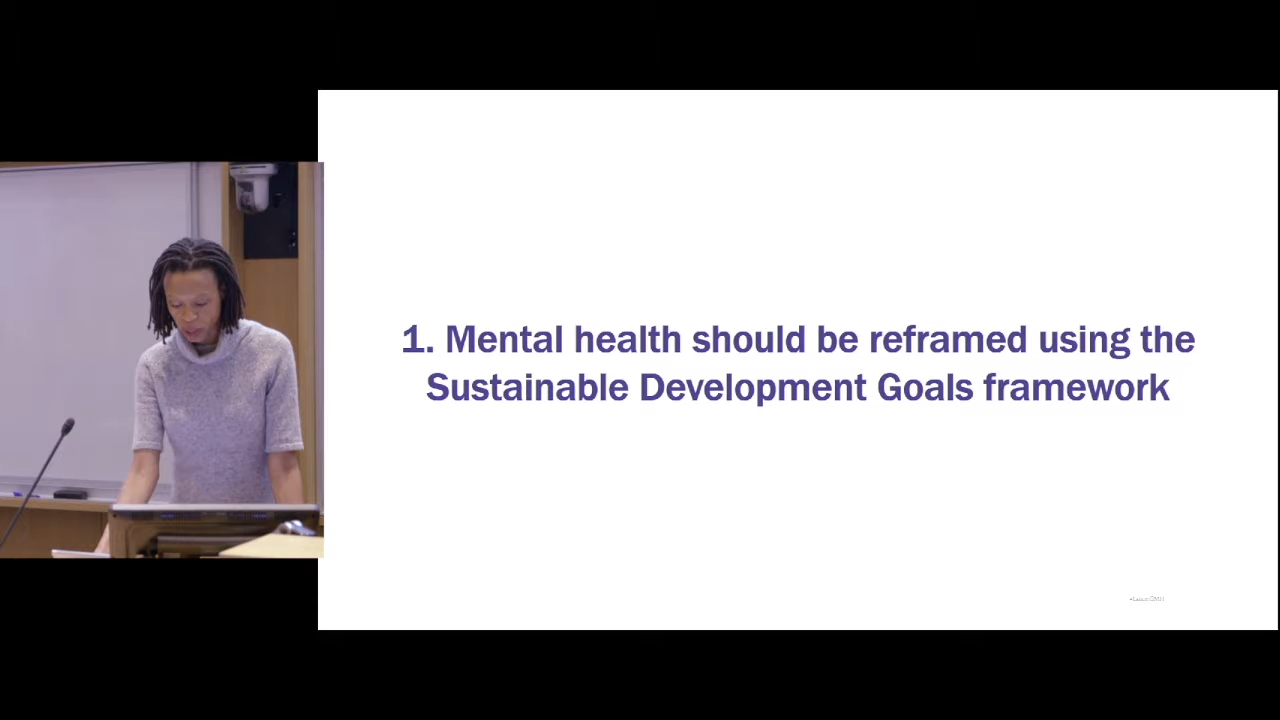 1. Mental health should be reframed using the
Sustainable Development Goals framework